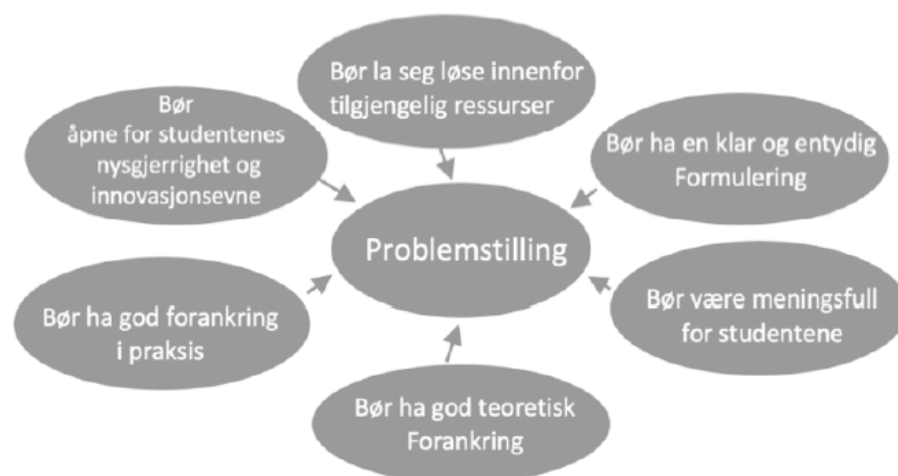 Bør la seg løse innenfor
tilgjengelig ressurser
Bør
åpne for studentenes
nysgjerrighet og
innovasjonsevne
Bør ha en klar og entydig
Formulering
Problemstilling
Bør ha god forankring
i praksis
Bør være meningsfull
for studentene
Bør ha god teoretisk
Forankring